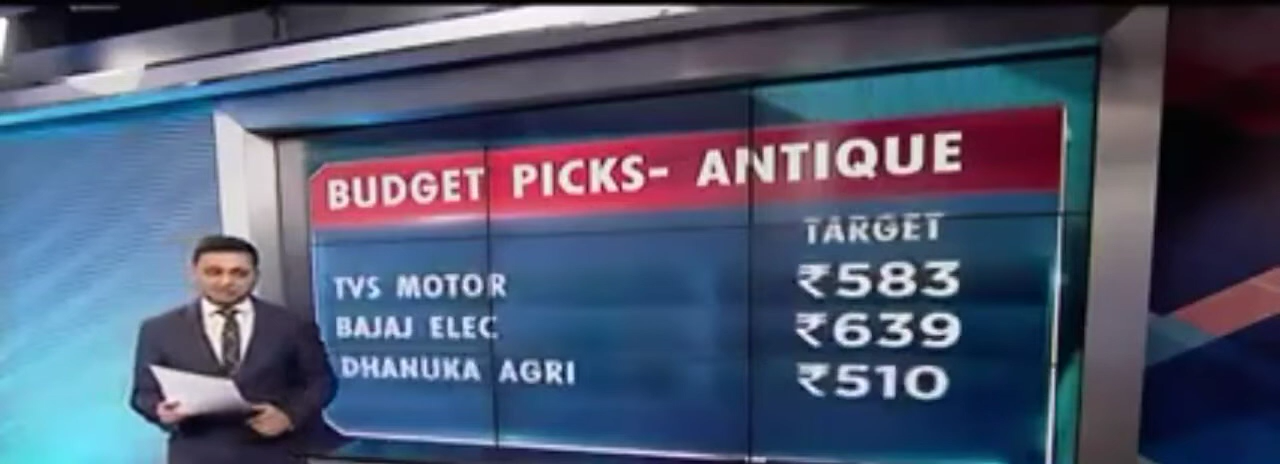 BUDGET PICKS- ANTIQUE
TARGET
TVS MOTOR ₹583
BAJAJ ELEC ₹639
DHANUKA AGRI ₹510